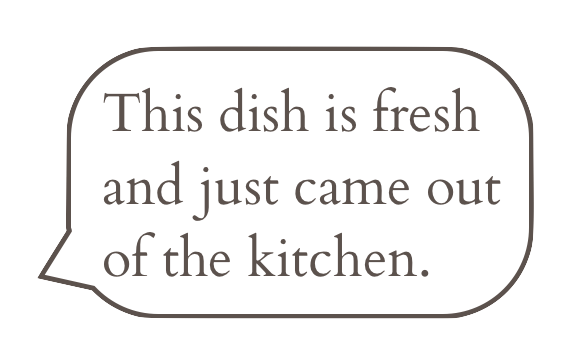 This dish is fresh
and just came out
of the kitchen.